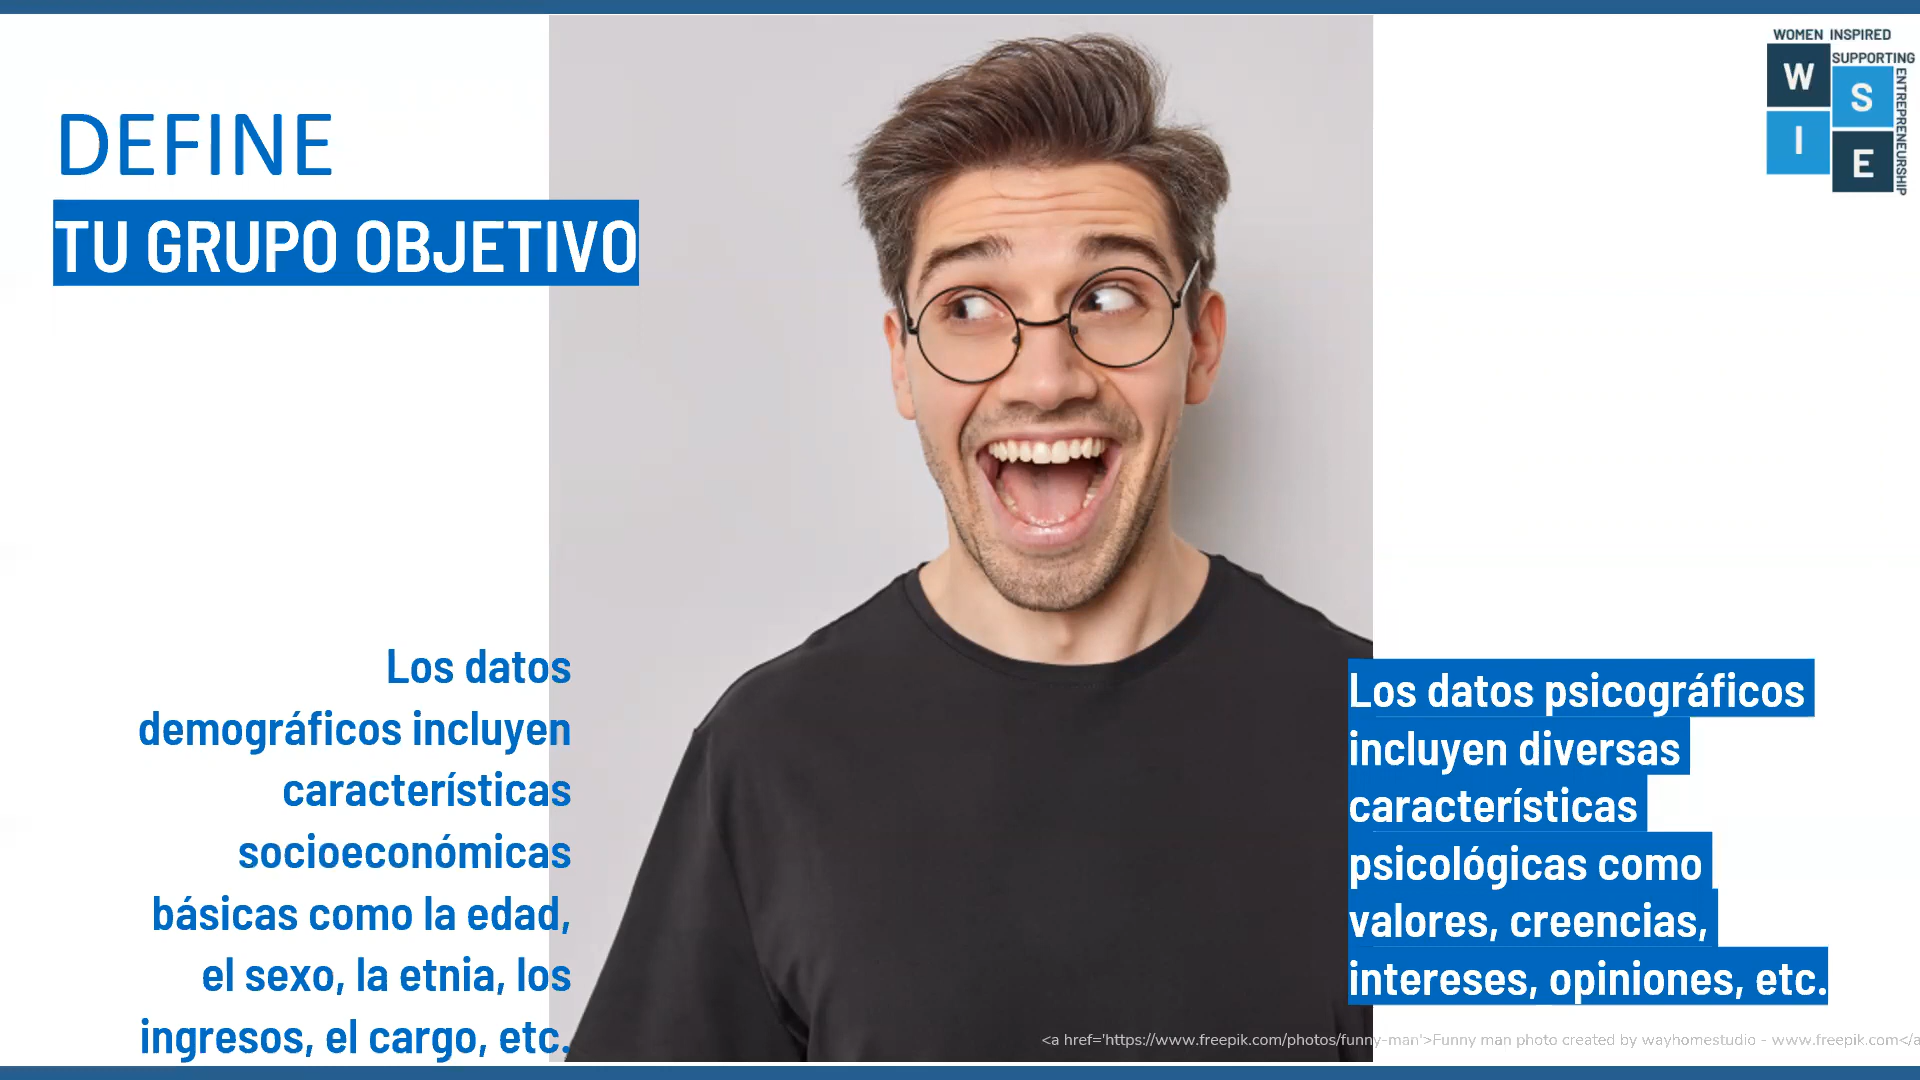 WOMEN INSPIRED
SUPPORTING
ENTREPRENEURSHIP
W
S
I
E
DEFINE
TU GRUPO OBJETIVO
Los datos
demográficos incluyen
características
socioeconómicas
básicas como la edad,
el sexo, la etnia, los
ingresos, el cargo, etc.
Los datos psicográficos
incluyen diversas
características
psicológicas como
valores, creencias,
intereses, opiniones, etc.
<a href='https://www.freepik.com/photos/funny-man'>Funny man photo created by wayhomestudio - www.freepik.com</a